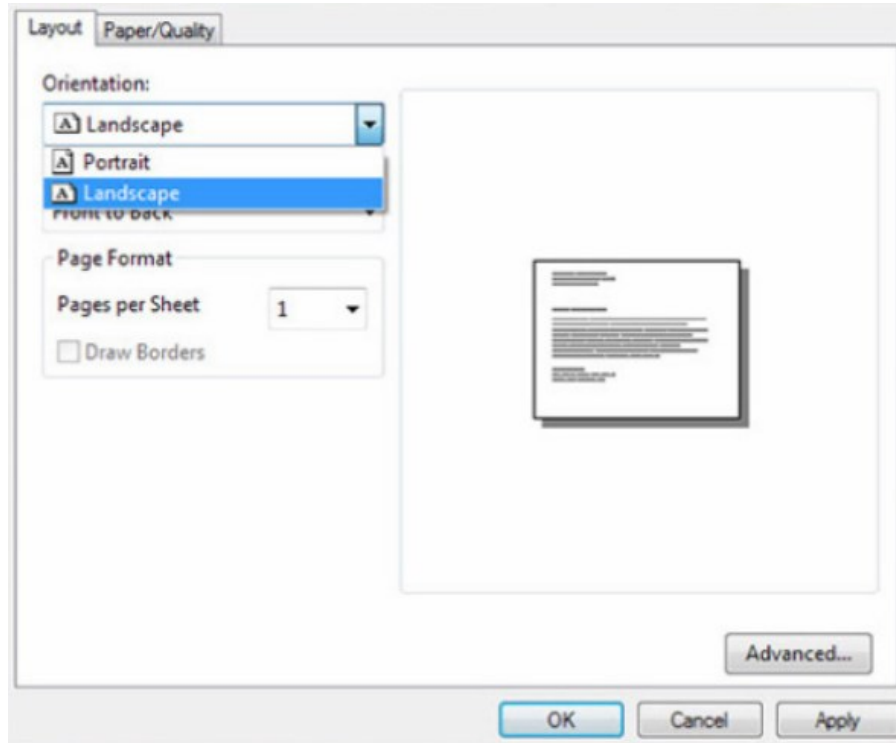 Layout Paper/Quality
Orientation:
Landscape
Portrait
Landscape
Front to Back
Page Format
Pages per Sheet 1
Draw Borders
Advanced...
OK Cancel Apply